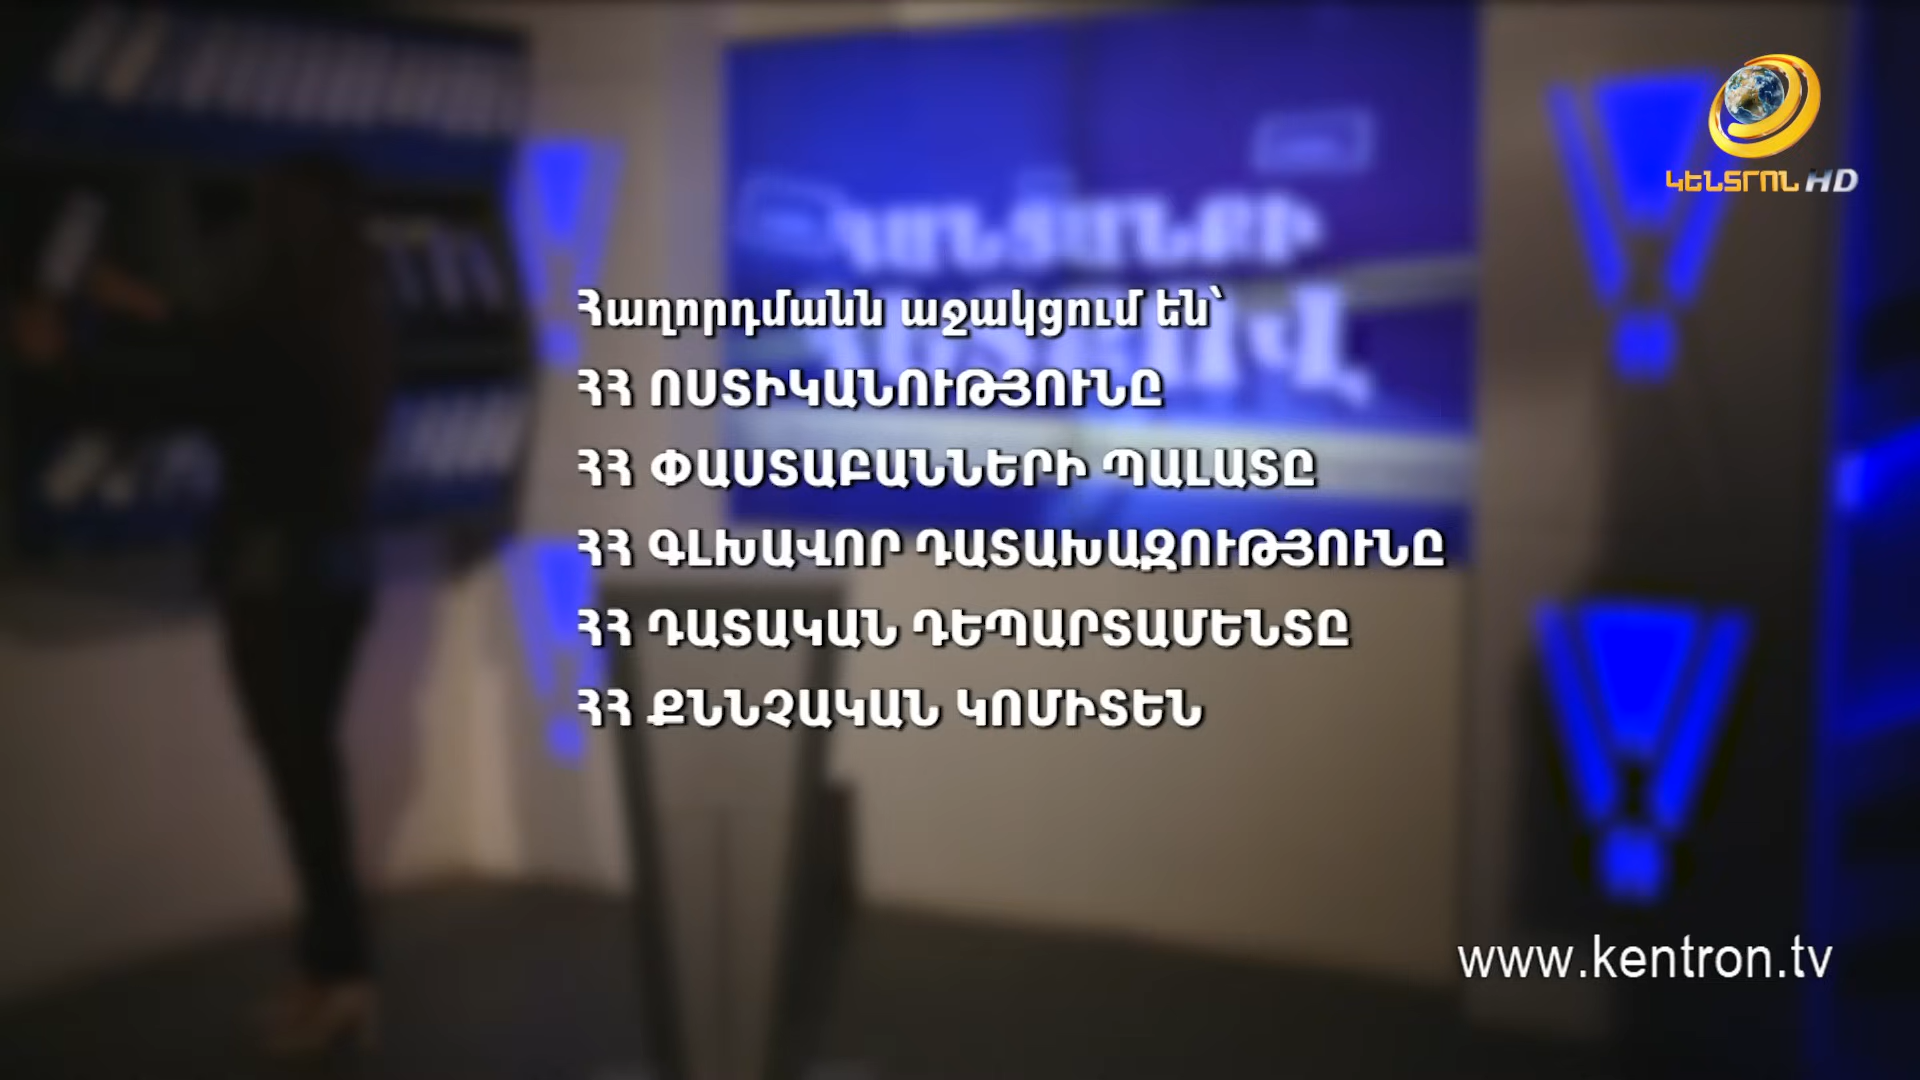 ԿԵՆՏՐՈՆ HD
Հաղորդմանն աջակցում են՝
ՀՀ ՈՍՏԻԿԱՆՈՒԹՅՈՒՆԸ
ՀՀ ՓԱՍՏԱԲԱՆՆԵՐԻ ՊԱԼԱՏԸ
ՀՀ ԳԼԽԱՎՈՐ ԴԱՏԱԽԱԶՈՒԹՅՈՒՆԸ
ՀՀ ԴԱՏԱԿԱՆ ԴԵՊԱՐՏԱՄԵՆՏԸ
ՀՀ ՔՆՆՉԱԿԱՆ ԿՈՄԻՏԵՆ
www.kentron.tv